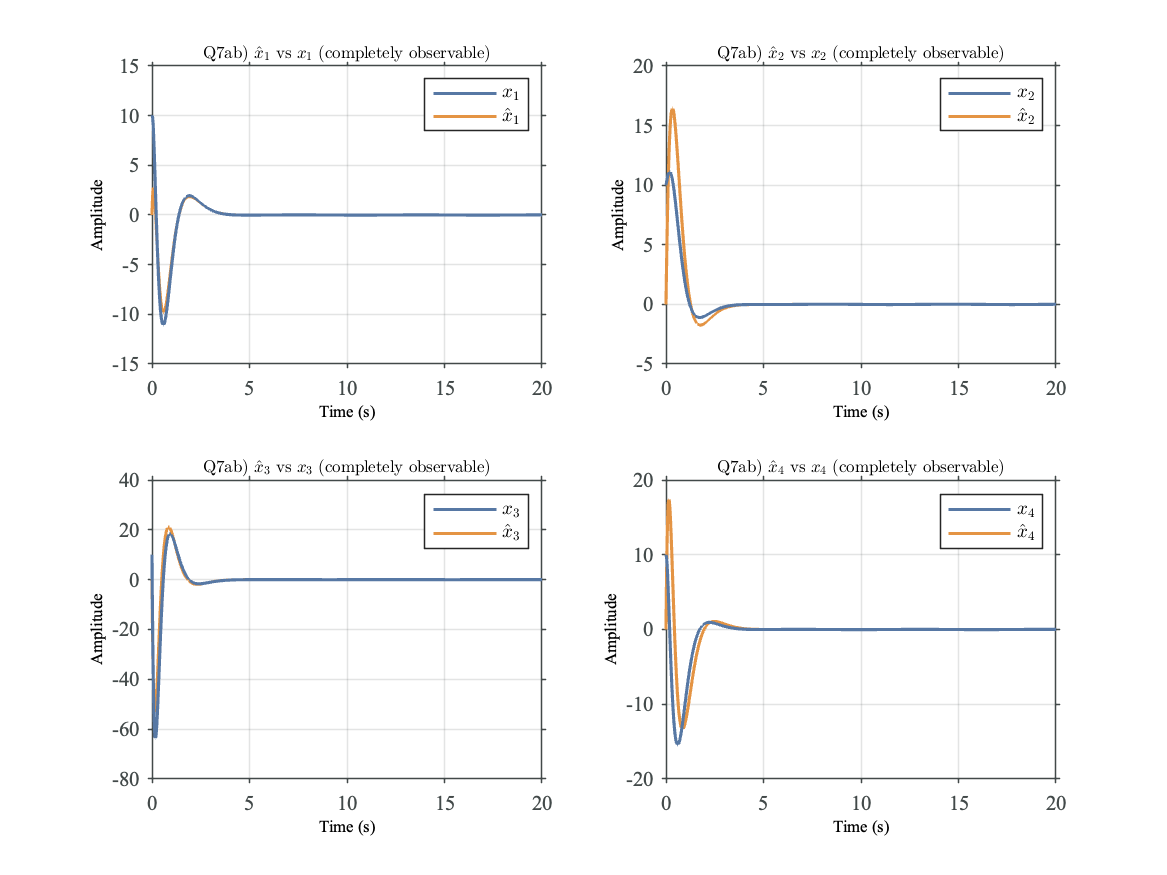 Q7ab) x̂₁ vs x₁ (completely observable)
15
10
5
0
-5
-10
-15
Amplitude
x₁
x̂₁
0 5 10 15 20
Time (s)
Q7ab) x̂₂ vs x₂ (completely observable)
20
15
10
5
0
-5
Amplitude
x₂
x̂₂
0 5 10 15 20
Time (s)
Q7ab) x̂₃ vs x₃ (completely observable)
40
20
0
-20
-40
-60
-80
Amplitude
x₃
x̂₃
0 5 10 15 20
Time (s)
Q7ab) x̂₄ vs x₄ (completely observable)
20
10
0
-10
-20
Amplitude
x₄
x̂₄
0 5 10 15 20
Time (s)